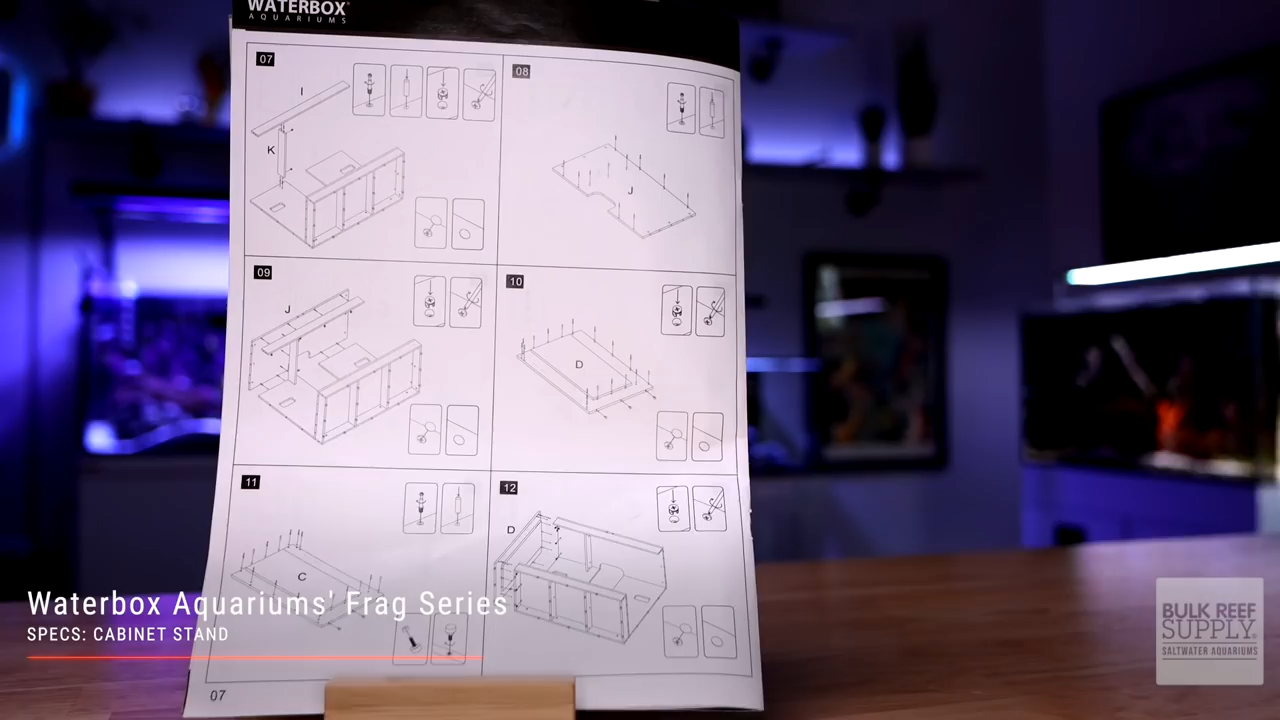 WATERBOX
AQUARIUMS
07
I
K
08
J
09
J
10
D
11
C
12
D
07
Waterbox Aquariums' Frag Series
SPECS: CABINET STAND
BULK REEF
SUPPLY®
SALTWATER AQUARIUMS